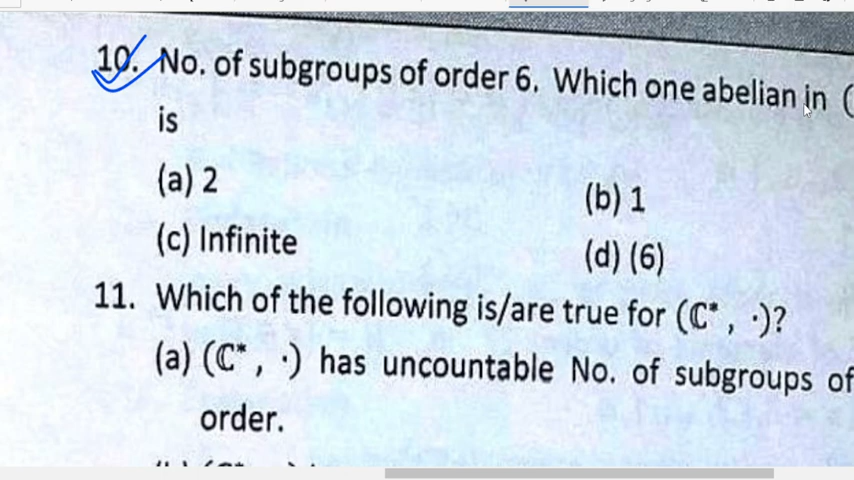 10. No. of subgroups of order 6. Which one abelian in (
is
(a) 2
(b) 1
(c) Infinite
(d) (6)
11. Which of the following is/are true for (ℂ*, ·)?
(a) (ℂ*, ·) has uncountable No. of subgroups of
order.